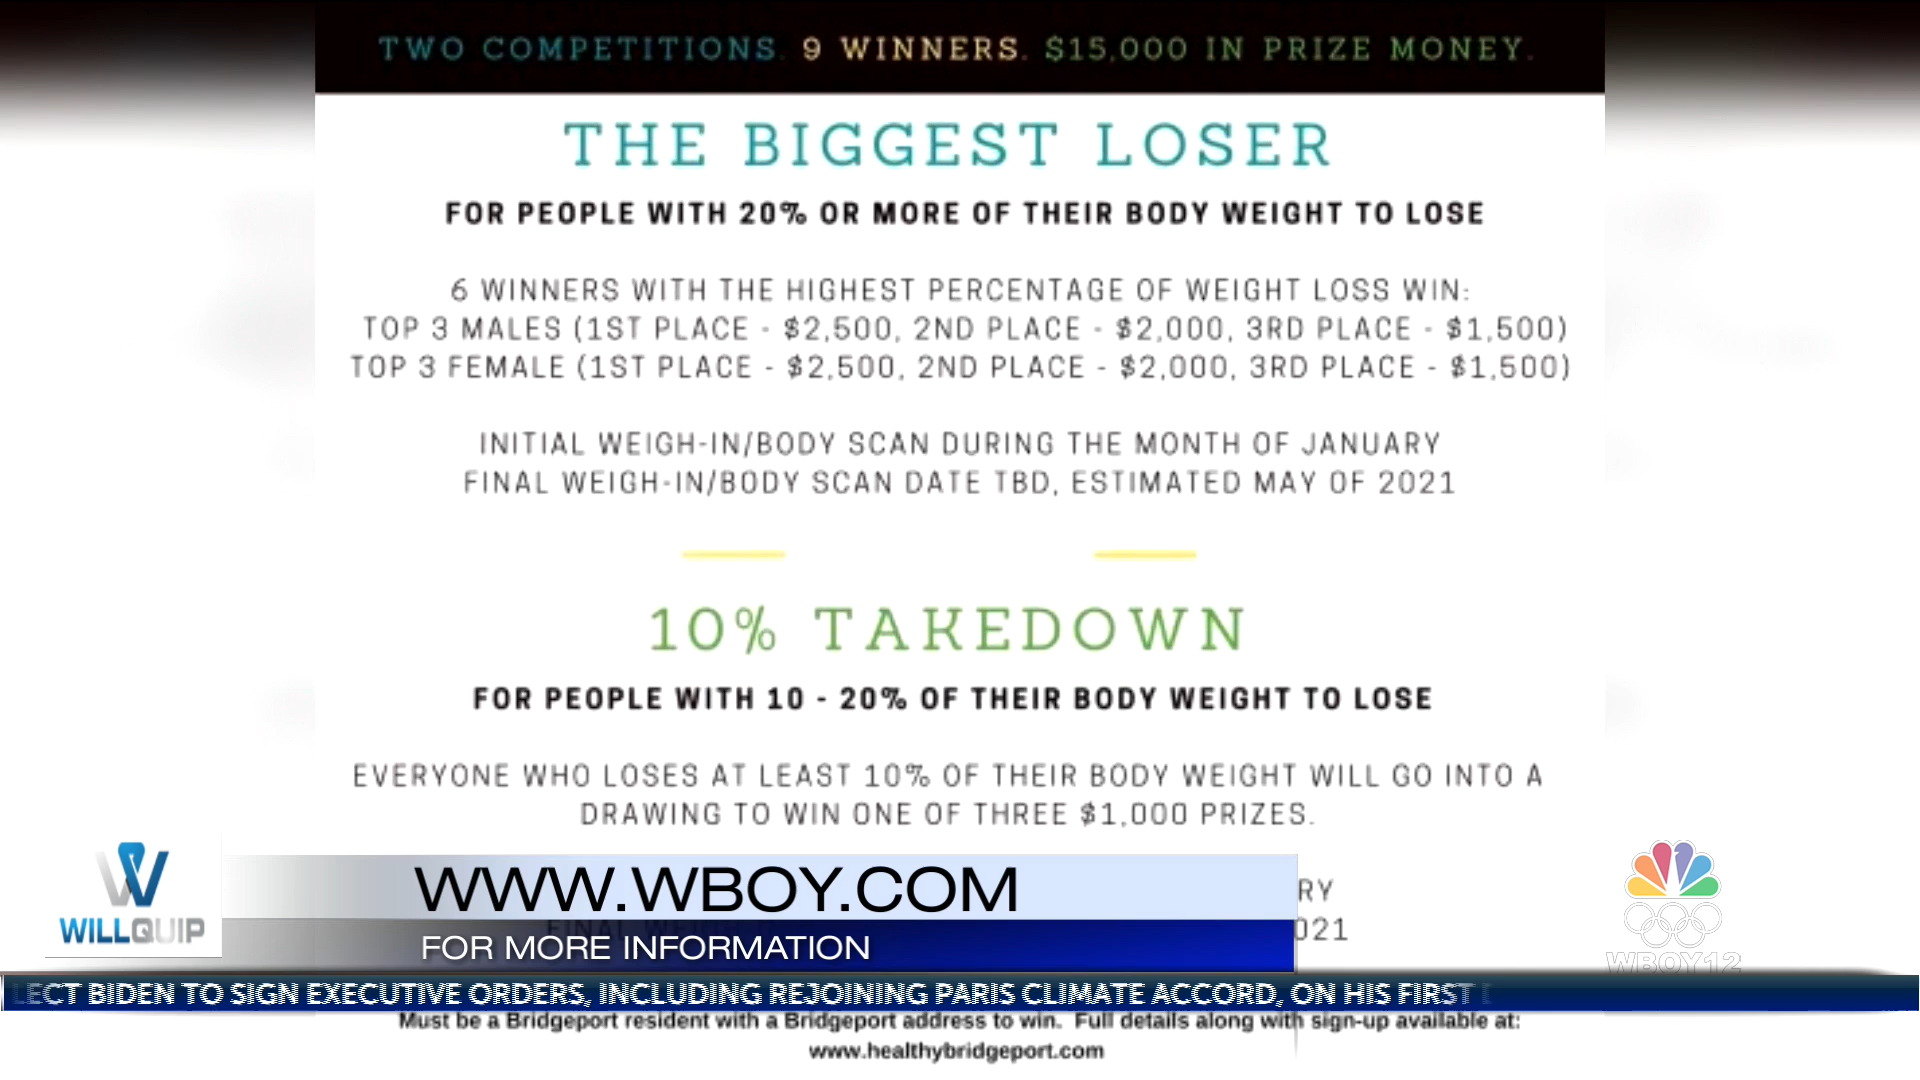 TWO COMPETITIONS. 9 WINNERS. $15,000 IN PRIZE MONEY.
THE BIGGEST LOSER
FOR PEOPLE WITH 20% OR MORE OF THEIR BODY WEIGHT TO LOSE
6 WINNERS WITH THE HIGHEST PERCENTAGE OF WEIGHT LOSS WIN:
TOP 3 MALES (1ST PLACE - $2,500, 2ND PLACE - $2,000, 3RD PLACE - $1,500)
TOP 3 FEMALE (1ST PLACE - $2,500, 2ND PLACE - $2,000, 3RD PLACE - $1,500)
INITIAL WEIGH-IN/BODY SCAN DURING THE MONTH OF JANUARY
FINAL WEIGH-IN/BODY SCAN DATE TBD, ESTIMATED MAY OF 2021
10% TAKEDOWN
FOR PEOPLE WITH 10 - 20% OF THEIR BODY WEIGHT TO LOSE
EVERYONE WHO LOSES AT LEAST 10% OF THEIR BODY WEIGHT WILL GO INTO A
DRAWING TO WIN ONE OF THREE $1,000 PRIZES.
WWW.WBOY.COM
RY
FINAL
021
FOR MORE INFORMATION
WILLQUIP
WBOY12
LECT BIDEN TO SIGN EXECUTIVE ORDERS, INCLUDING REJOINING PARIS CLIMATE ACCORD, ON HIS FIRST
Must be a Bridgeport resident with a Bridgeport address to win. Full details along with sign-up available at:
www.healthybridgeport.com